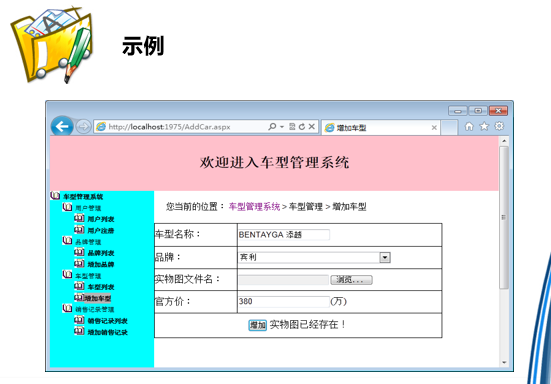 示例
http://localhost:1975/AddCar.aspx
增加车型
欢迎进入车型管理系统
车型管理系统
用户管理
用户列表
用户注册
品牌管理
品牌列表
增加品牌
车型管理
车型列表
增加车型
销售记录管理
销售记录列表
增加销售记录
您当前的位置： 车型管理系统 > 车型管理 > 增加车型
车型名称： BENTAYGA 添越
品牌： 宾利
实物图文件名： 浏览...
官方价： 380 (万)
增加 实物图已经存在！